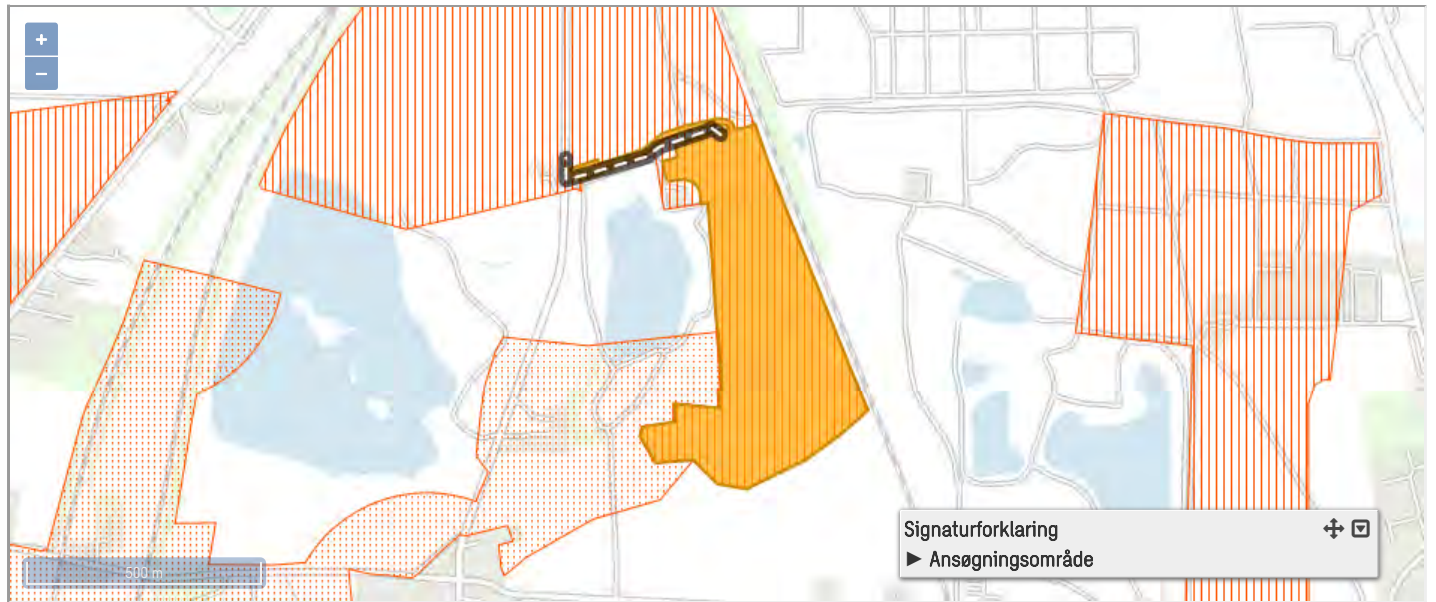 +
−
500 m
Signaturforklaring
► Ansøgningsområde